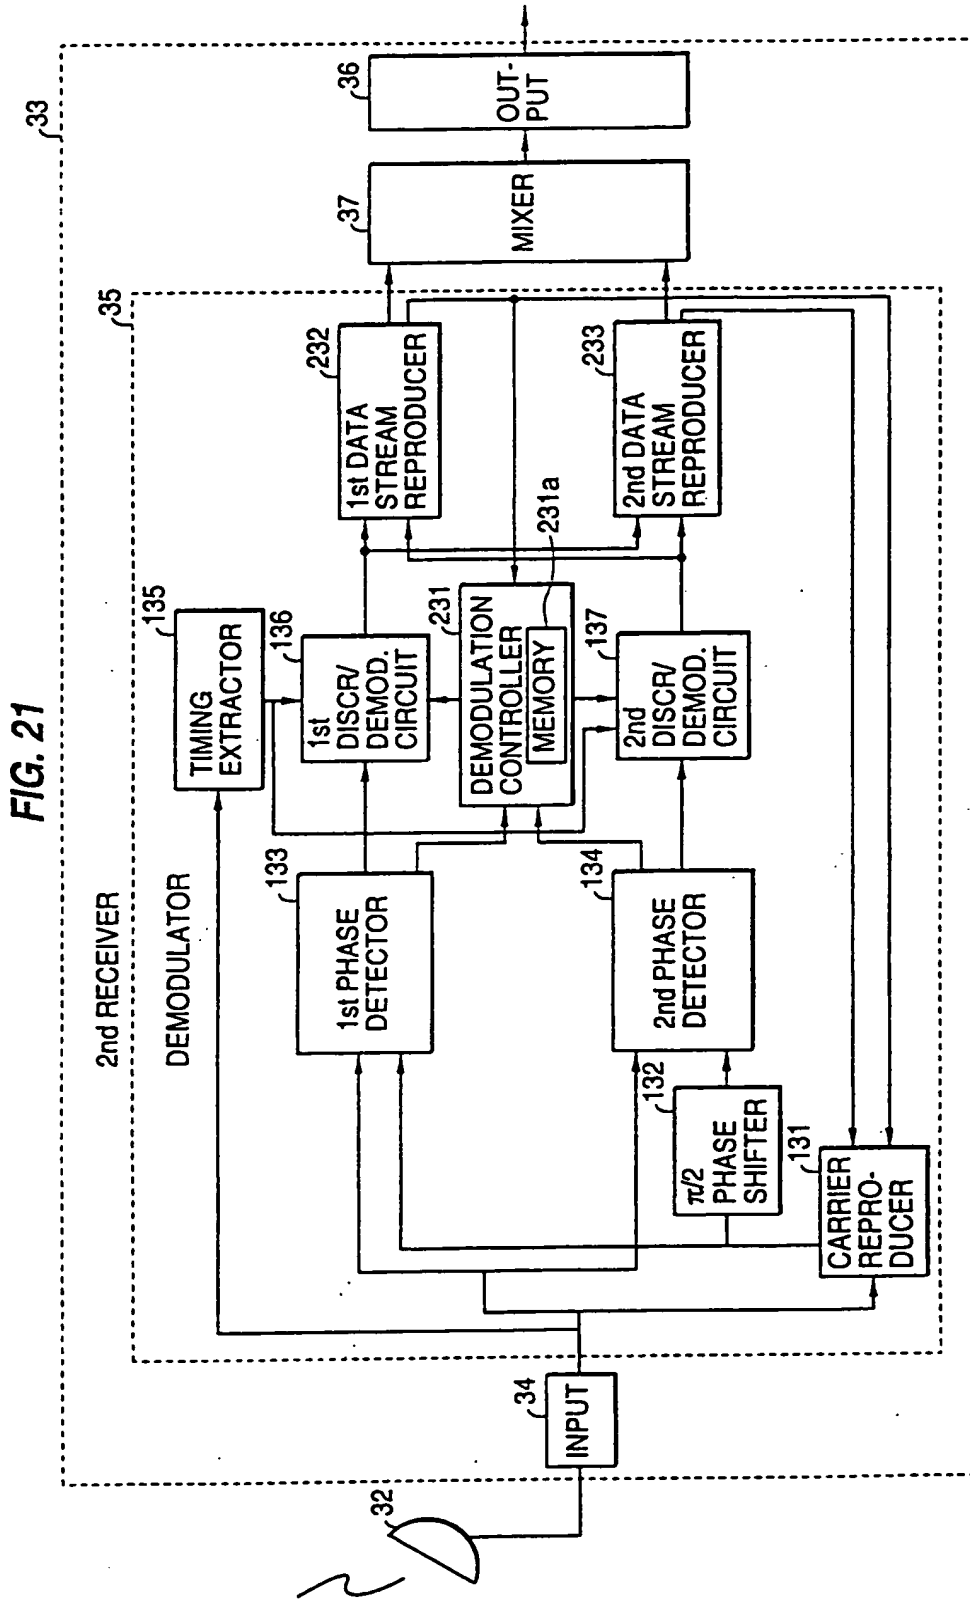 FIG. 21
33
2nd RECEIVER
35
DEMODULATOR
135
TIMING
EXTRACTOR
36
OUT-
PUT
37
MIXER
133
1st PHASE
DETECTOR
136
1st
DISCR/
DEMOD.
CIRCUIT
232
1st DATA
STREAM
REPRODUCER
32
34
INPUT
231
DEMODULATION
CONTROLLER
MEMORY
231a
134
2nd PHASE
DETECTOR
137
2nd
DISCR/
DEMOD.
CIRCUIT
233
2nd DATA
STREAM
REPRODUCER
132
π/2
PHASE
SHIFTER
131
CARRIER
REPRO-
DUCER